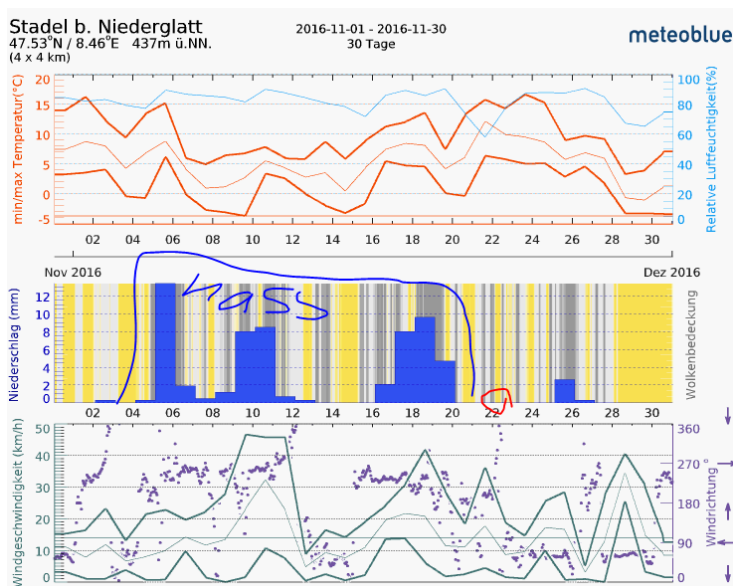 Stadel b. Niederglatt
47.53°N / 8.46°E 437m ü.NN.
(4 x 4 km)
2016-11-01 - 2016-11-30
30 Tage
meteoblue
min/max Temperatur(°C)
20
15
10
5
0
-5
100
80
60
40
20
0
Relative Luftfeuchtigkeit(%)
02 04 06 08 10 12 14 16 18 20 22 24 26 28 30
Nov 2016
Dez 2016
nass
Niederschlag (mm)
12
10
8
6
4
2
0
Wolkenbedeckung
02 04 06 08 10 12 14 16 18 20 22 24 26 28 30
Windgeschwindigkeit (km/h)
50
40
30
20
10
0
360
270
180
90
0
Windrichtung °